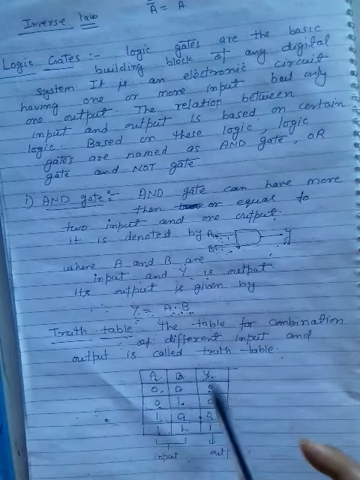 A̿ = A
Inverse law
Logic Gates :- logic gates are the basic
building block of any digital
system It is an electronic circuit
having one or more input but only
one output. The relation between
input and output is based on certain
logic. Based on these logic, logic
gates are named as AND gate, OR
gate and NOT gate
i) AND gate :- AND gate can have more
then or equal to
two input and one output.
it is denoted by A B Y
where A and B are
input and Y is output
Its output is given by
Y = A·B
Truth table The table for combination
of different input and
output is called truth table
A B Y
0 0 0
0 1 0
1 0 0
1 1 1
input out